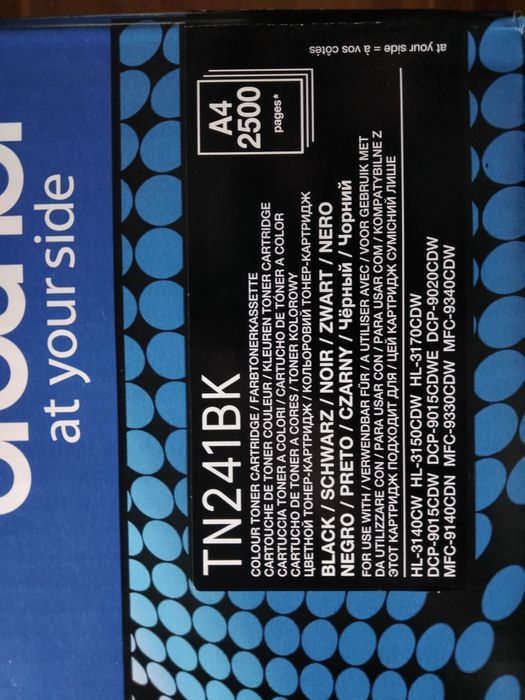 brother
at your side
at your side = à vos côtés
A4
2500
pages*
TN241BK
COLOUR TONER CARTRIDGE / FARBTONERKASSETTE
CARTOUCHE DE TONER COULEUR / KLEUREN TONER CARTRIDGE
CARTUCCIA TONER A COLORI / CARTUCHO DE TÓNER A COLOR
CARTUCHO DE TONER A CORES / TONER KOLOROWY
ЦВЕТНОЙ ТОНЕР-КАРТРИДЖ / КОЛЬОРОВИЙ ТОНЕР-КАРТРИДЖ
BLACK / SCHWARZ / NOIR / ZWART / NERO
NEGRO / PRETO / CZARNY / Чёрный / Чорний
FOR USE WITH / VERWENDBAR FÜR / A UTILISER AVEC / VOOR GEBRUIK MET
DA UTILIZZARE CON / PARA USAR COM / PARA USAR COM / KOMPATYBILNE Z
ЭТОТ КАРТРИДЖ ПОДХОДИТ ДЛЯ / ЦЕЙ КАРТРИДЖ СУМІСНИЙ ЛИШЕ
HL-3140CW HL-3150CDW HL-3170CDW
DCP-9015CDW DCP-9015CDWE DCP-9020CDW
MFC-9140CDN MFC-9330CDW MFC-9340CDW